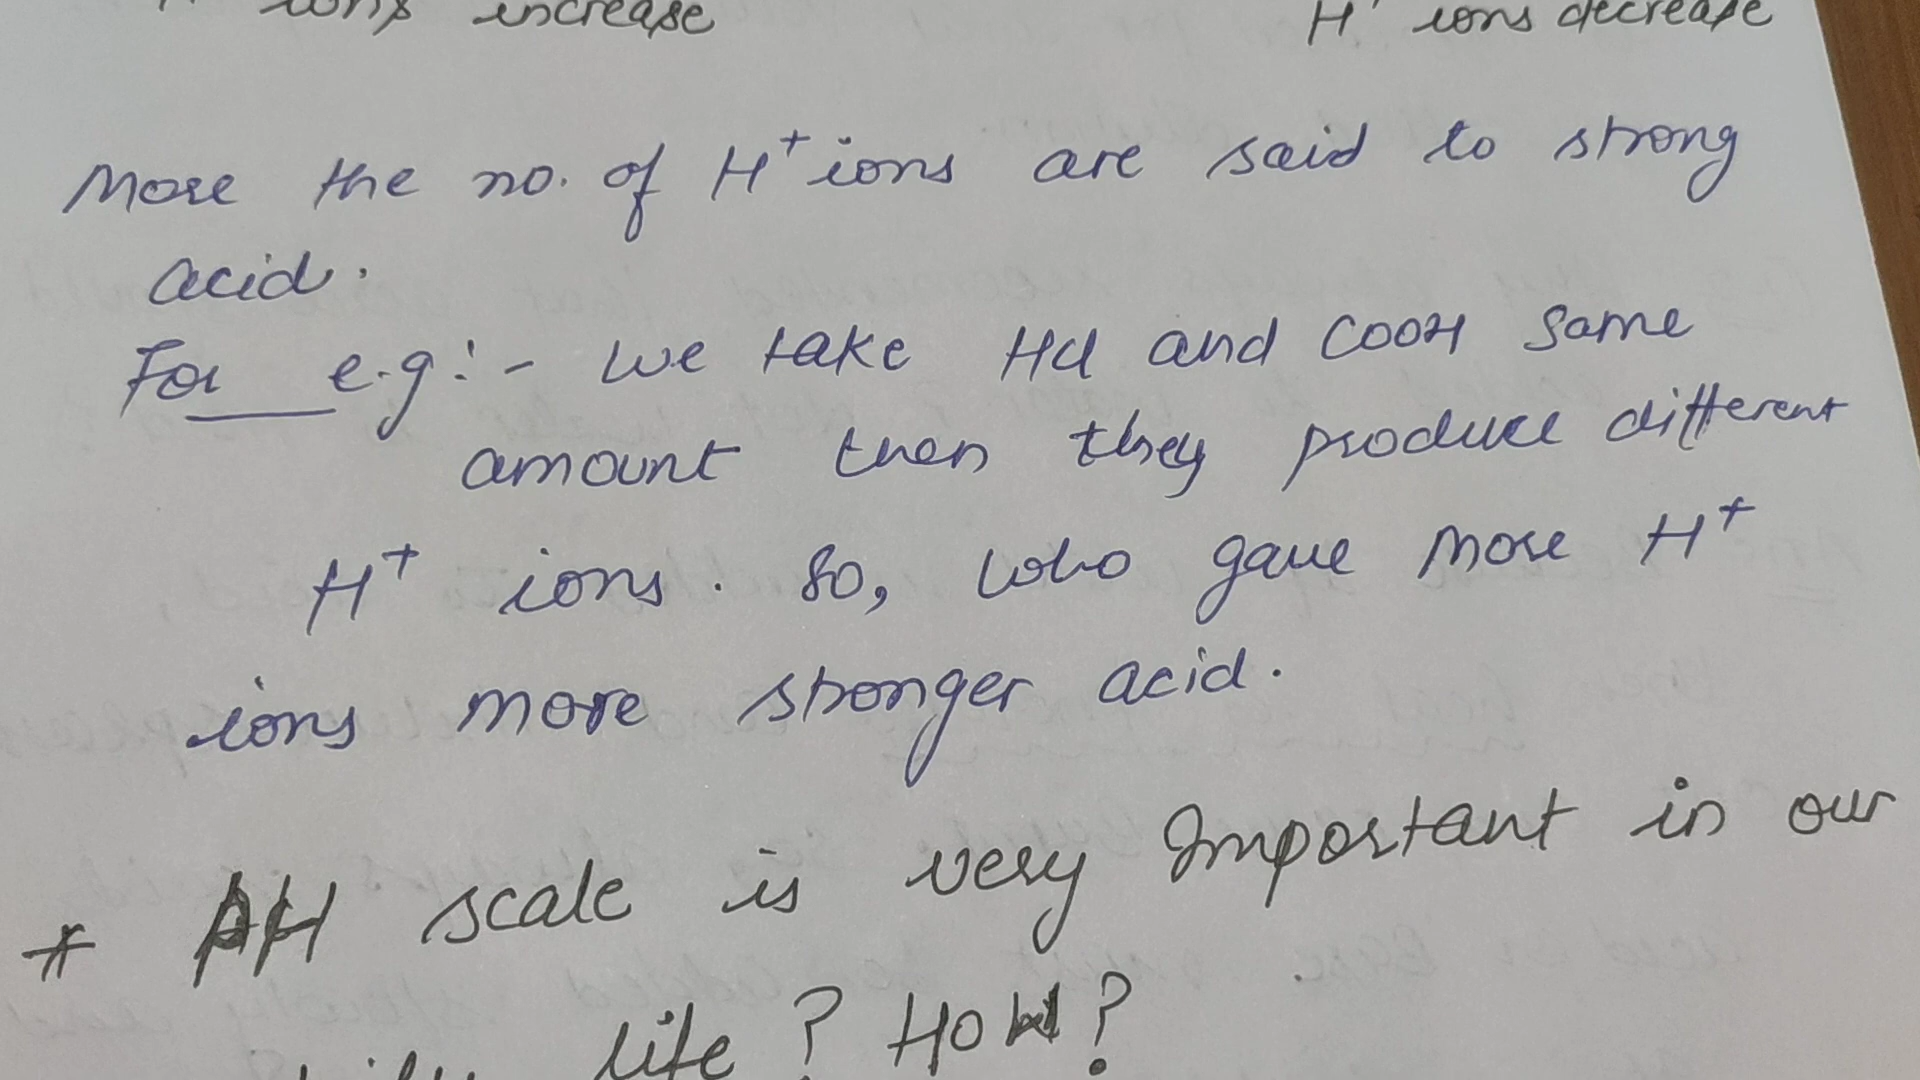 ions increase
H+ ions decrease
More the no. of H+ ions are said to strong
acid.
For e.g:- we take HCl and COOH same
amount then they produce different
H+ ions. So, who gave more H+
ions more stronger acid.
* PH scale is very Important in our
life? How?